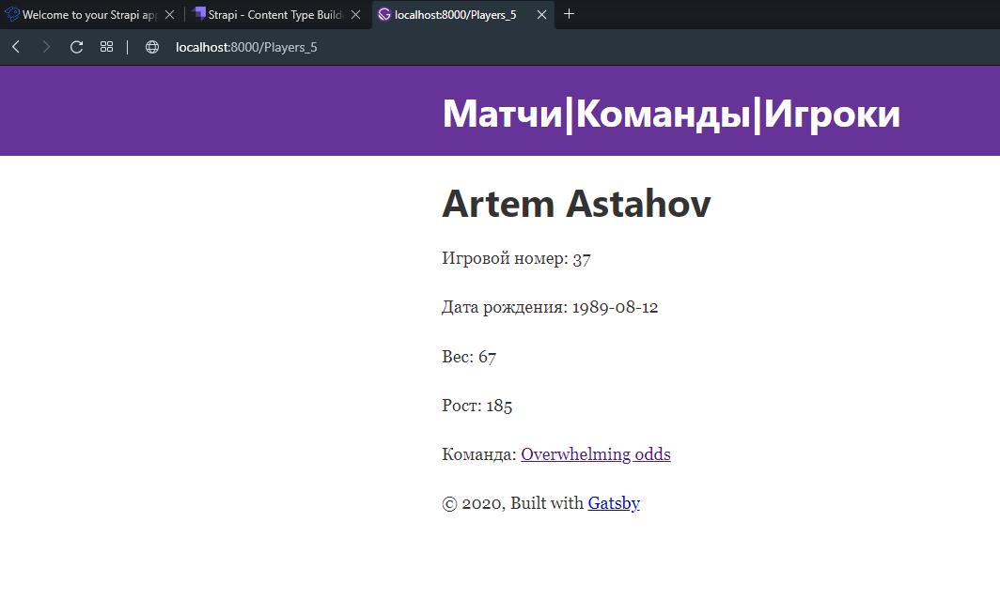 Welcome to your Strapi app
Strapi - Content Type Build
localhost:8000/Players_5
localhost:8000/Players_5
Матчи|Команды|Игроки
Artem Astahov
Игровой номер: 37
Дата рождения: 1989-08-12
Вес: 67
Рост: 185
Команда: Overwhelming odds
© 2020, Built with Gatsby